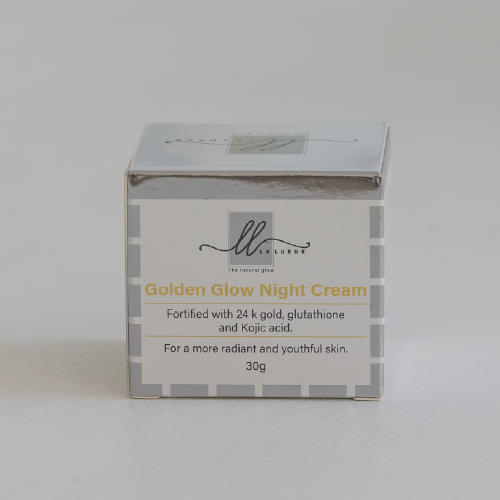 ll
LA LUEUR
The natural glow
Golden Glow Night Cream
Fortified with 24 k gold, glutathione
and Kojic acid.
For a more radiant and youthful skin.
30g